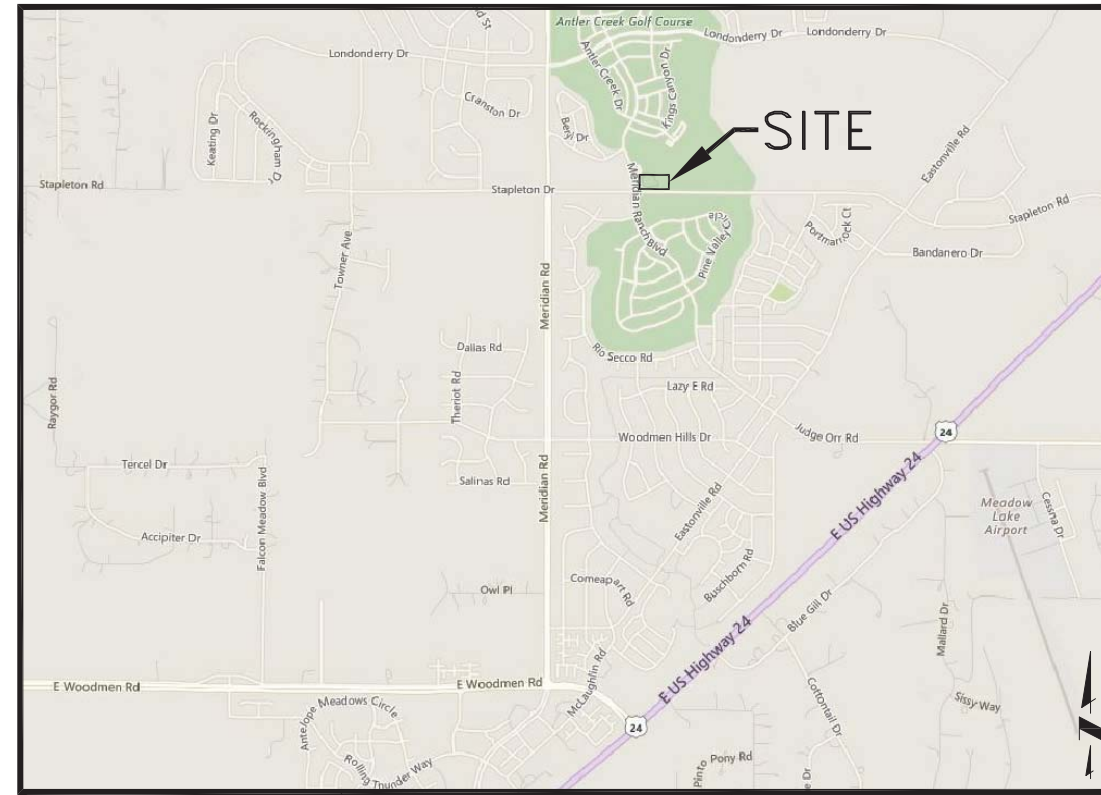 Antler Creek Golf Course
Londonderry Dr
Londonderry Dr
Londonderry Dr
Antler Creek Dr
Kings Canyon Dr
Cranston Dr
Beryl Dr
SITE
Keating Dr
Rockingham Dr
Eastonville Rd
Stapleton Rd
Stapleton Dr
Meridian Ranch Blvd
Stapleton Rd
Portmarnock Ct
Bandanero Dr
Pine Valley Circle
Towner Ave
Meridian Rd
Dallas Rd
Rio Secco Rd
Theriot Rd
Lazy E Rd
Raygor Rd
Woodmen Hills Dr
Judge Orr Rd
24
Tercel Dr
Falcon Meadow Blvd
Salinas Rd
Meridian Rd
Eastonville Rd
E US Highway 24
Meadow
Lake
Airport
Cessna Dr
Accipiter Dr
Owl Pl
Comeapart Rd
Buschborn Rd
Blue Gill Dr
Mallard Dr
E Woodmen Rd
E Woodmen Rd
McLaughlin Rd
E US Highway 24
24
Antelope Meadows Circle
Rolling Thunder Way
Cottontail Dr
Sissy Way
Pinto Pony Rd
e Dr
N